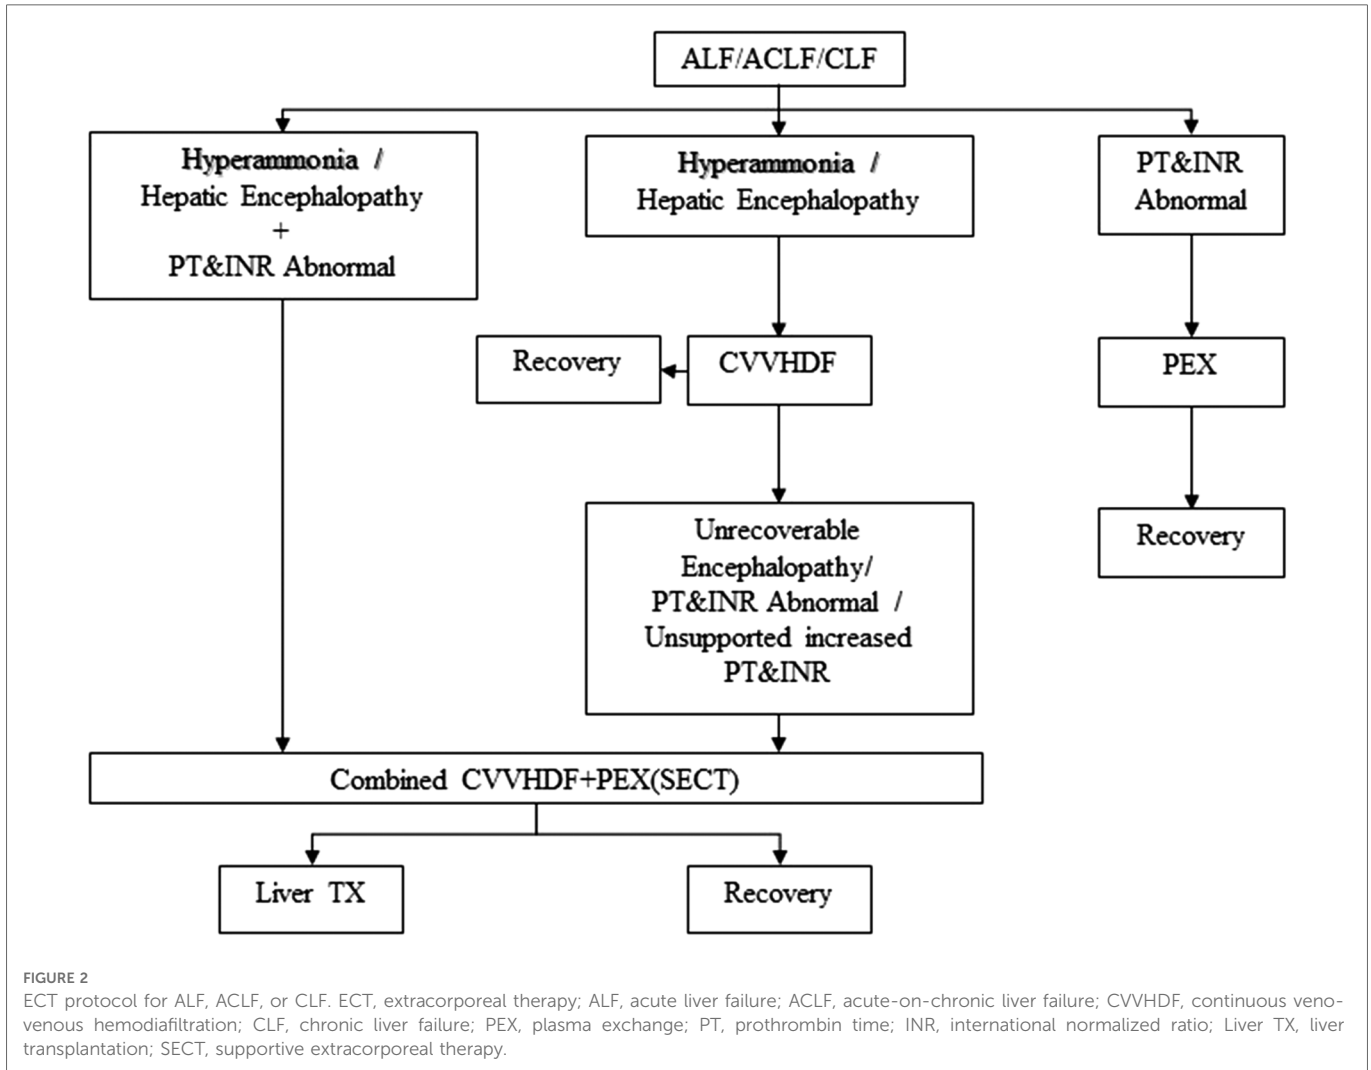 ALF/ACLF/CLF
Hyperammonia /
Hepatic Encephalopathy
+
PT&INR Abnormal
Hyperammonia /
Hepatic Encephalopathy
PT&INR
Abnormal
Recovery
CVVHDF
PEX
Unrecoverable
Encephalopathy/
PT&INR Abnormal /
Unsupported increased
PT&INR
Recovery
Combined CVVHDF+PEX(SECT)
Liver TX
Recovery
FIGURE 2
ECT protocol for ALF, ACLF, or CLF. ECT, extracorporeal therapy; ALF, acute liver failure; ACLF, acute-on-chronic liver failure; CVVHDF, continuous veno-
venous hemodiafiltration; CLF, chronic liver failure; PEX, plasma exchange; PT, prothrombin time; INR, international normalized ratio; Liver TX, liver
transplantation; SECT, supportive extracorporeal therapy.